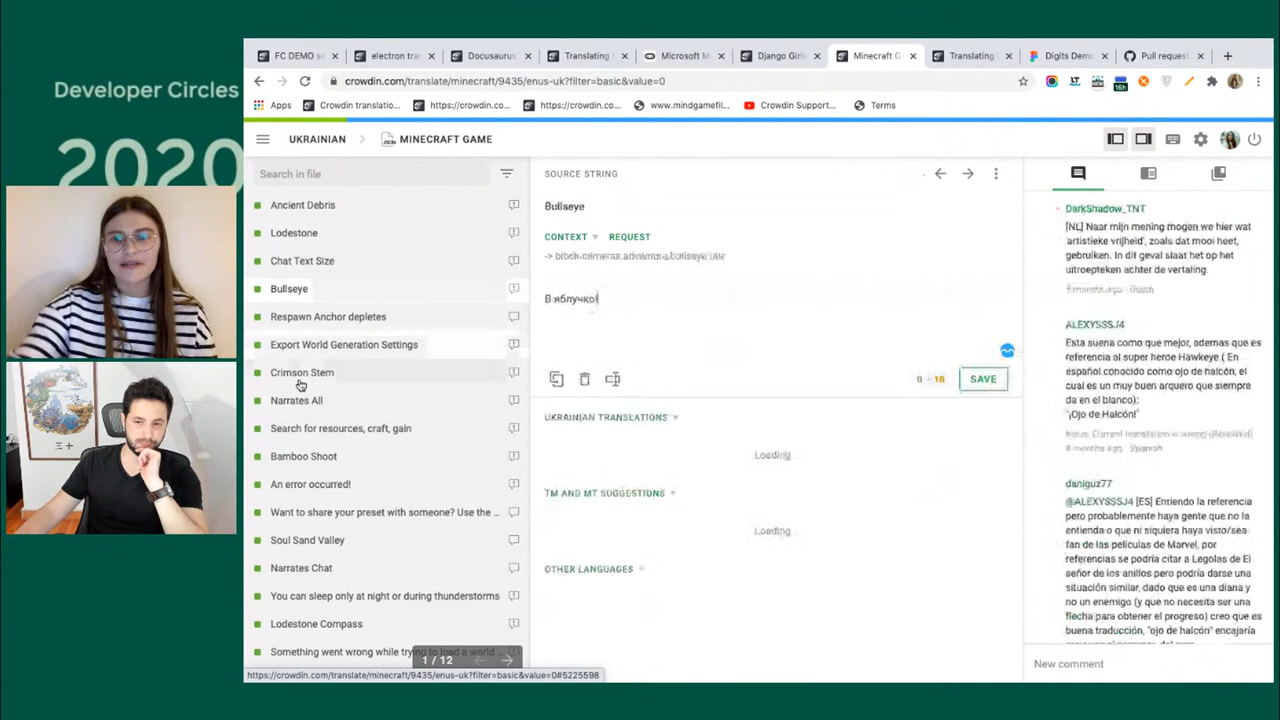 Developer Circles
2020
FC DEMO se
electron tra
Docusaurus
Translating
Microsoft M
Django Girls
Minecraft G
Translating
Digits Demo
Pull request
crowdin.com/translate/minecraft/9435/enus-uk?filter=basic&value=0
16h
Apps
Crowdin translatio...
https://crowdin.co...
https://crowdin.co...
www.mindgamefil...
Crowdin Support...
Terms
UKRAINIAN
JSON
MINECRAFT GAME
Search in file
Ancient Debris
Lodestone
Chat Text Size
Bullseye
Respawn Anchor depletes
Export World Generation Settings
Crimson Stem
Narrates All
Search for resources, craft, gain
Bamboo Shoot
An error occurred!
Want to share your preset with someone? Use the ...
Soul Sand Valley
Narrates Chat
You can sleep only at night or during thunderstorms
Lodestone Compass
Something went wrong while trying to load a world ...
1 / 12
https://crowdin.com/translate/minecraft/9435/enus-uk?filter=basic&value=0#5225598
SOURCE STRING
Bullseye
CONTEXT
REQUEST
В яблучко!
SAVE
UKRAINIAN TRANSLATIONS
Loading
TM AND MT SUGGESTIONS
Loading
OTHER LANGUAGES
DarkShadow_TNT
[NL] Naar mijn mening mogen we hier wat
'artistieke vrijheid', zoals dat mooi heet,
gebruiken. In dit geval slaat het op het
uitroepteken achter de vertaling.
ALEXYSSSJ4
Esta suena como que mejor, ademas que es
referencia al super heroe Hawkeye ( En
español conocido como ojo de halcón, el
cual es un muy buen arquero que siempre
da en el blanco):
"¡Ojo de Halcón!"
8 months ago · Spanish
daniguz77
@ALEXYSSSJ4 [ES] Entiendo la referencia
pero probablemente haya gente que no la
entienda o que ni siquiera haya visto/sea
fan de las películas de Marvel, por
referencias se podría citar a Legolas de El
señor de los anillos pero podría darse una
situación similar, dado que es una diana y
no un enemigo (y que no necesita ser una
flecha para obtener el progreso) creo que es
buena traducción, "ojo de halcón" encajaría
New comment